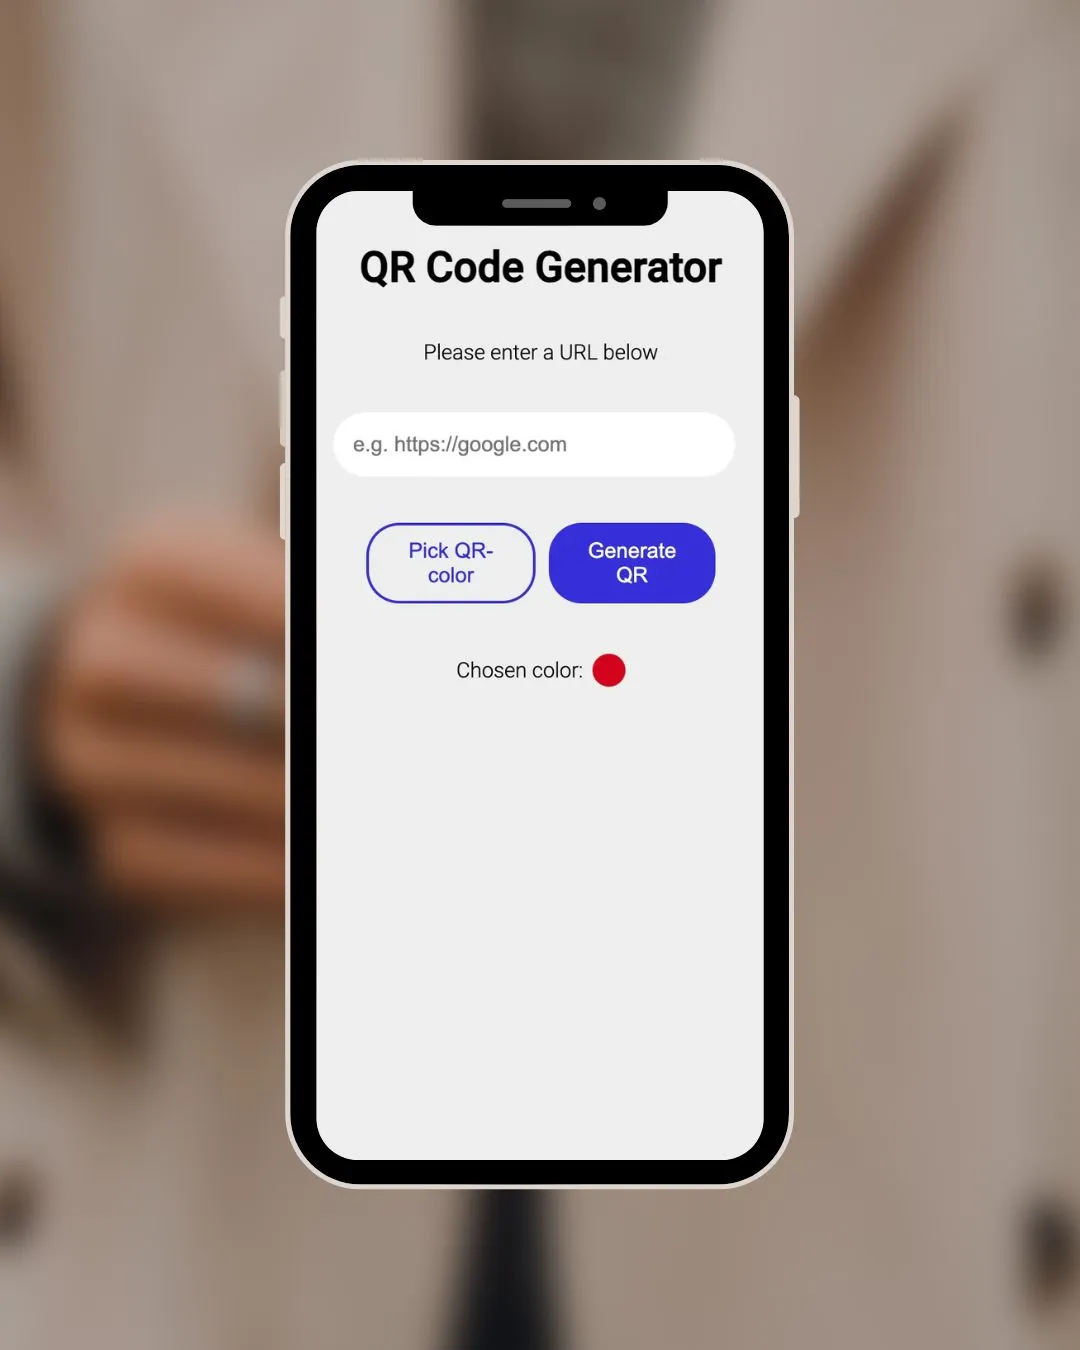 QR Code Generator
Please enter a URL below
e.g. https://google.com
Pick QR-
color
Generate
QR
Chosen color: